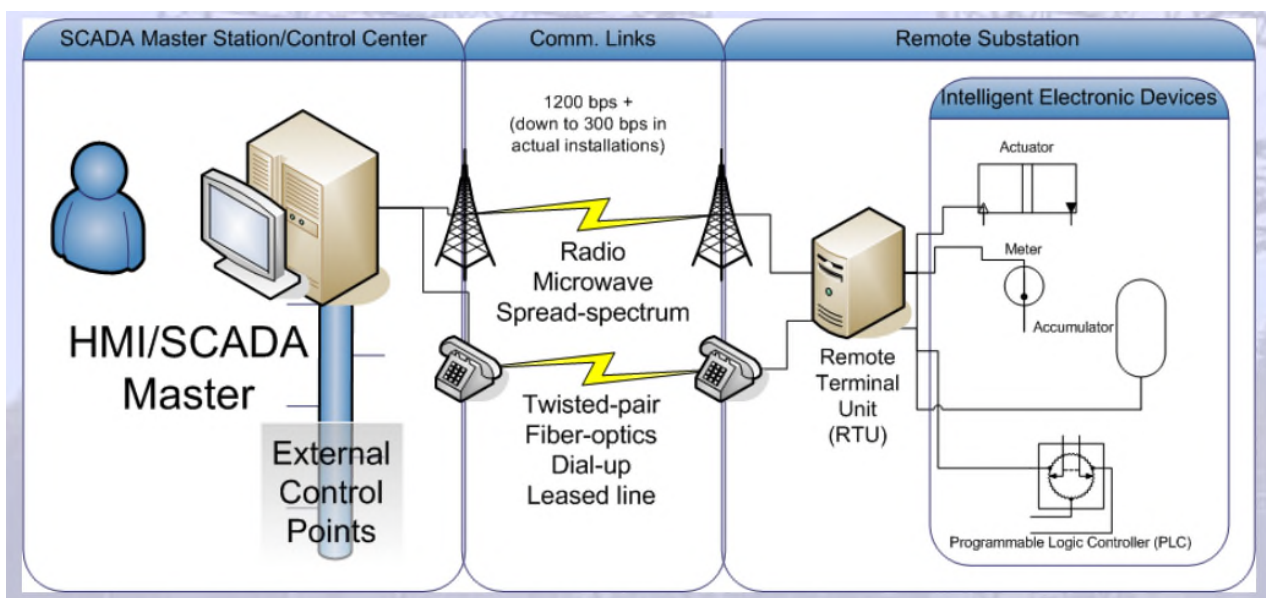 SCADA Master Station/Control Center
Comm. Links
Remote Substation
1200 bps +
(down to 300 bps in
actual installations)
Intelligent Electronic Devices
Actuator
Meter
Accumulator
Radio
Microwave
Spread-spectrum
HMI/SCADA
Master
External
Control
Points
Twisted-pair
Fiber-optics
Dial-up
Leased line
Remote
Terminal
Unit
(RTU)
Programmable Logic Controller (PLC)